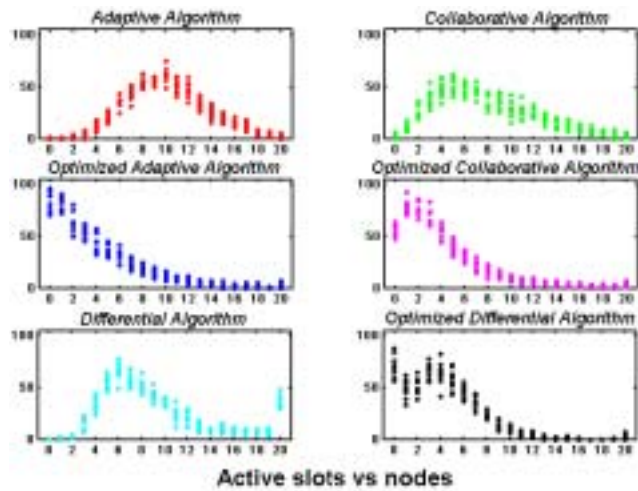 Adaptive Algorithm
Collaborative Algorithm
100
50
0
0 2 4 6 8 10 12 14 16 18 20
100
50
0
0 2 4 6 8 10 12 14 16 18 20
Optimized Adaptive Algorithm
Optimized Collaborative Algorithm
100
50
0
0 2 4 6 8 10 12 14 16 18 20
100
50
0
0 2 4 6 8 10 12 14 16 18 20
Differential Algorithm
Optimized Differential Algorithm
100
50
0
0 2 4 6 8 10 12 14 16 18 20
100
50
0
0 2 4 6 8 10 12 14 16 18 20
Active slots vs nodes